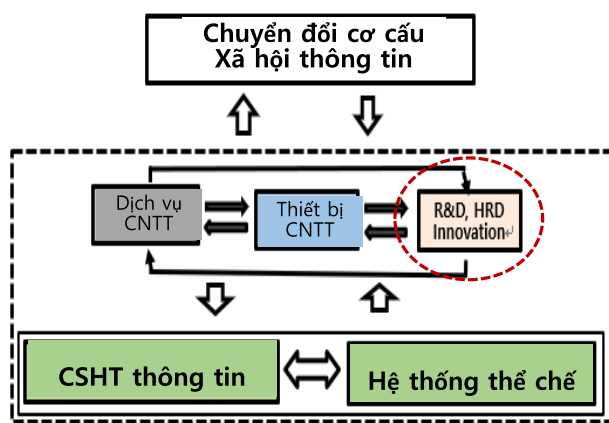 Chuyển đổi cơ cấu
Xã hội thông tin
Dịch vụ
CNTT
Thiết bị
CNTT
R&D, HRD
Innovation↵
CSHT thông tin
Hệ thống thể chế